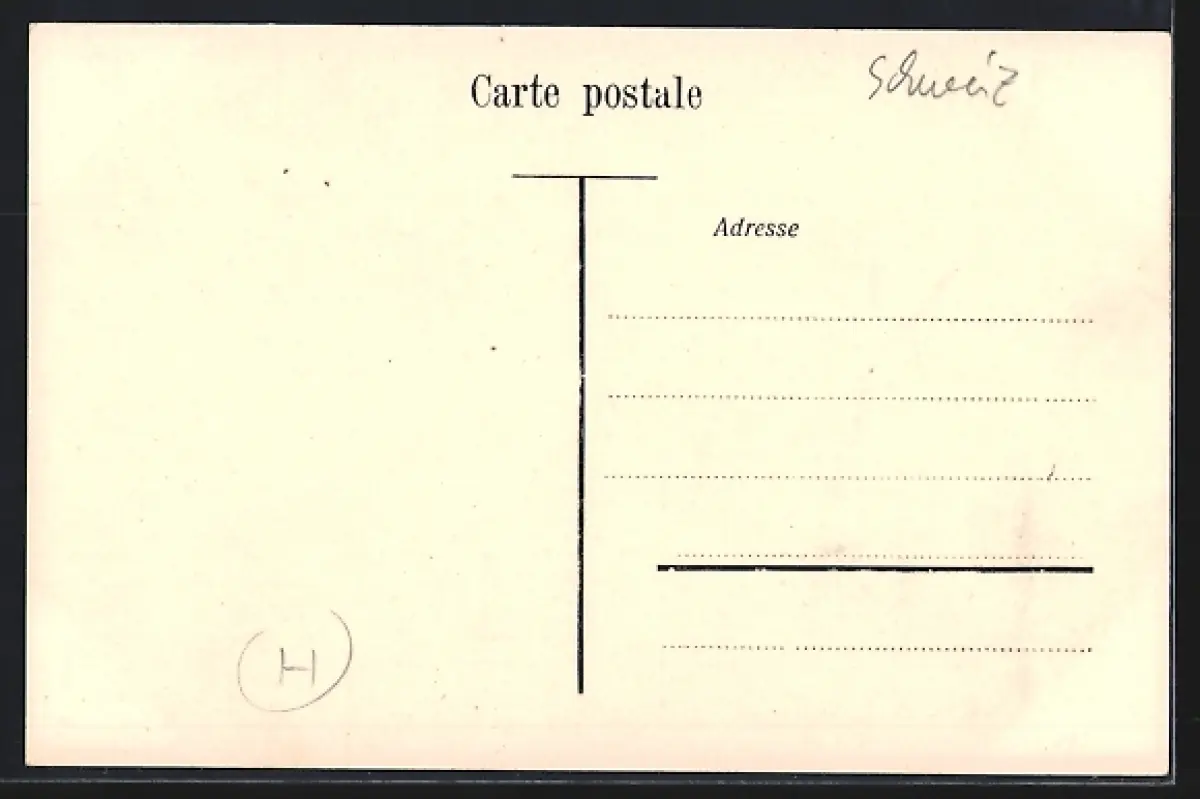 Carte postale
Schweiz
Adresse
H